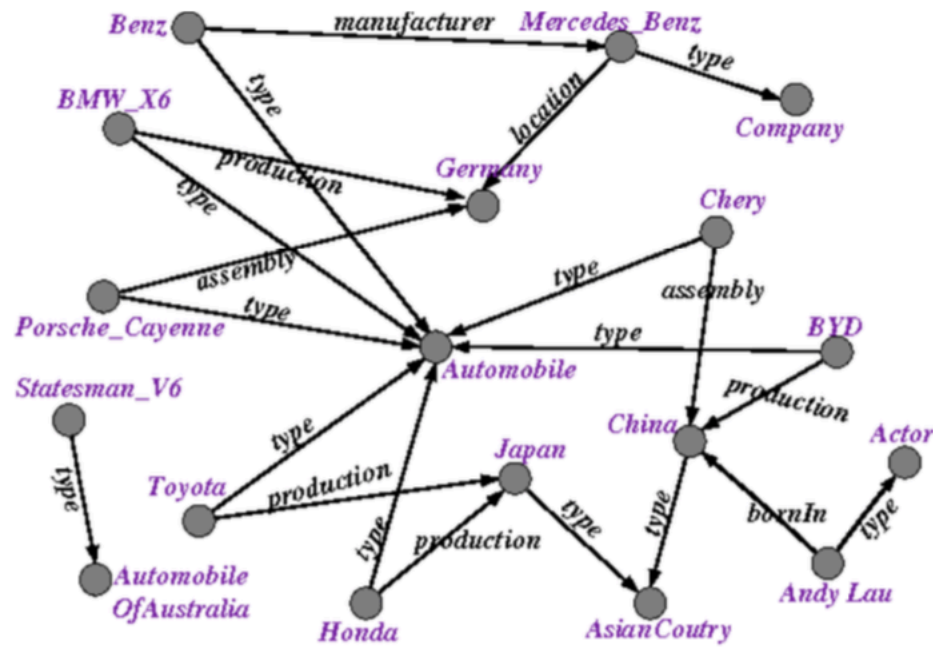 Benz
manufacturer
Mercedes_Benz
type
type
BMW_X6
location
Company
production
Germany
type
Chery
assembly
type
assembly
type
Porsche_Cayenne
type
BYD
Automobile
Statesman_V6
production
China
Actor
type
Japan
type
Toyota
production
type
type
type
bornIn
type
type
production
Automobile
OfAustralia
Andy Lau
Honda
AsianCoutry